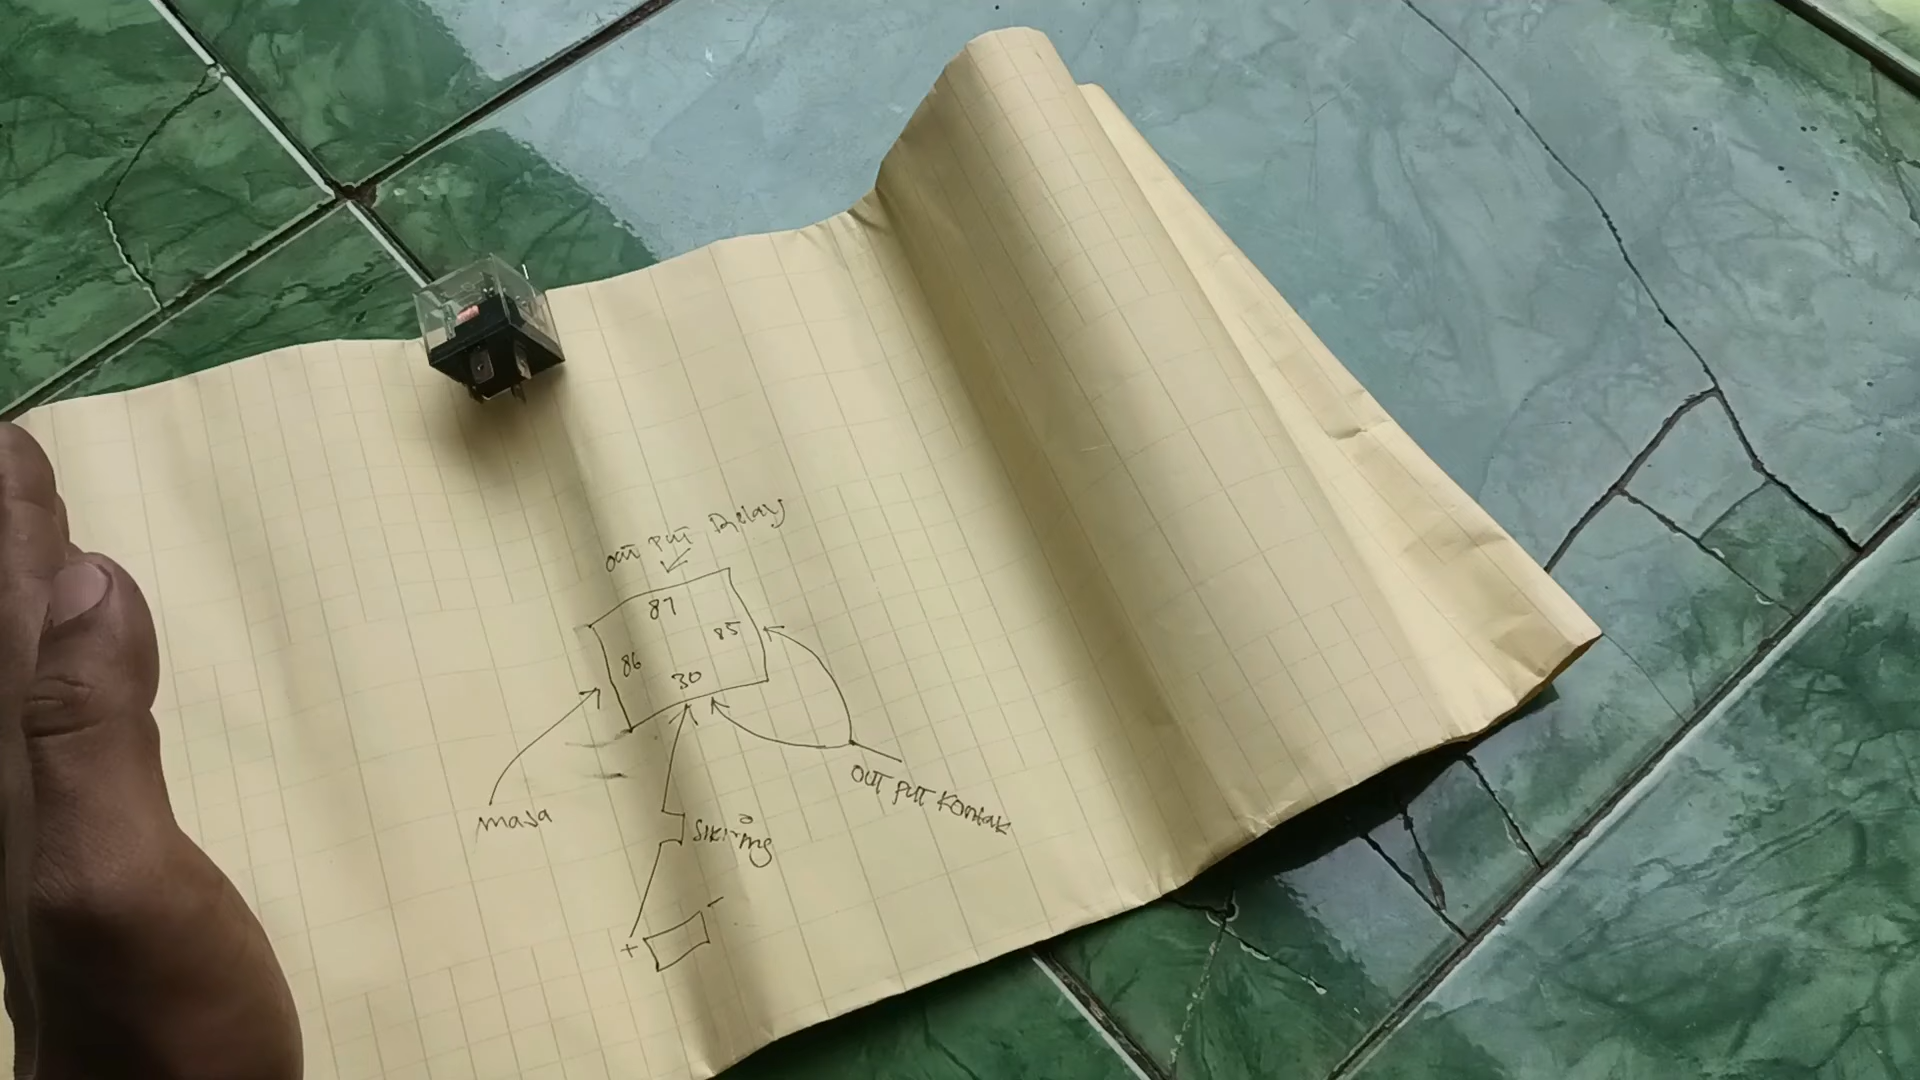 out put Relay
87
85
86
30
masa
out put kontak
sikring
-
+